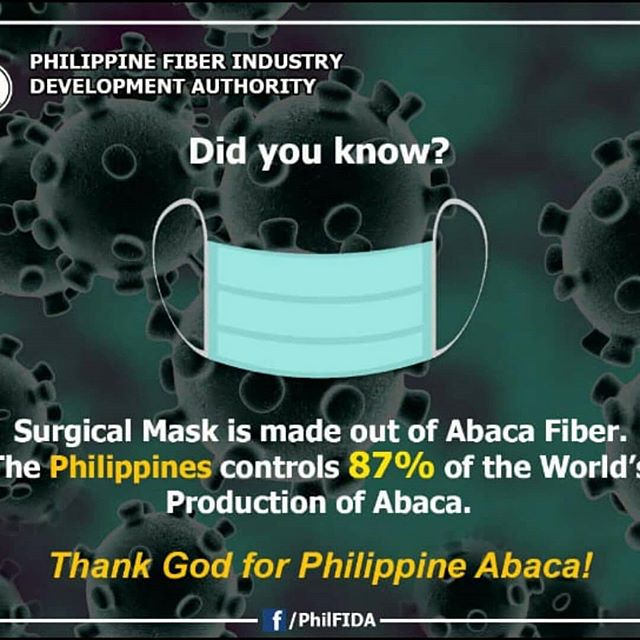 PHILIPPINE FIBER INDUSTRY
DEVELOPMENT AUTHORITY
Did you know?
Surgical Mask is made out of Abaca Fiber.
The Philippines controls 87% of the World's
Production of Abaca.
Thank God for Philippine Abaca!
f /PhilFIDA